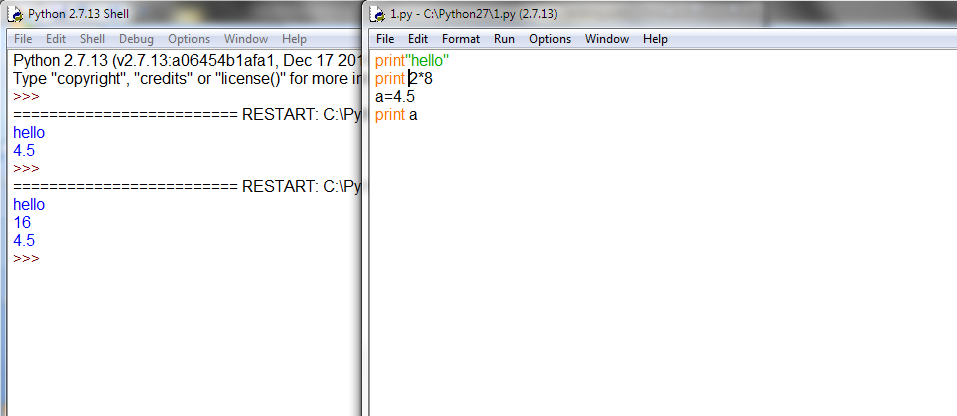 Python 2.7.13 Shell
File Edit Shell Debug Options Window Help
Python 2.7.13 (v2.7.13:a06454b1afa1, Dec 17 201
Type "copyright", "credits" or "license()" for more in
>>>
========================= RESTART: C:\Py
hello
4.5
>>>
========================= RESTART: C:\Py
hello
16
4.5
>>>
1.py - C:\Python27\1.py (2.7.13)
File Edit Format Run Options Window Help
print"hello"
print 2*8
a=4.5
print a